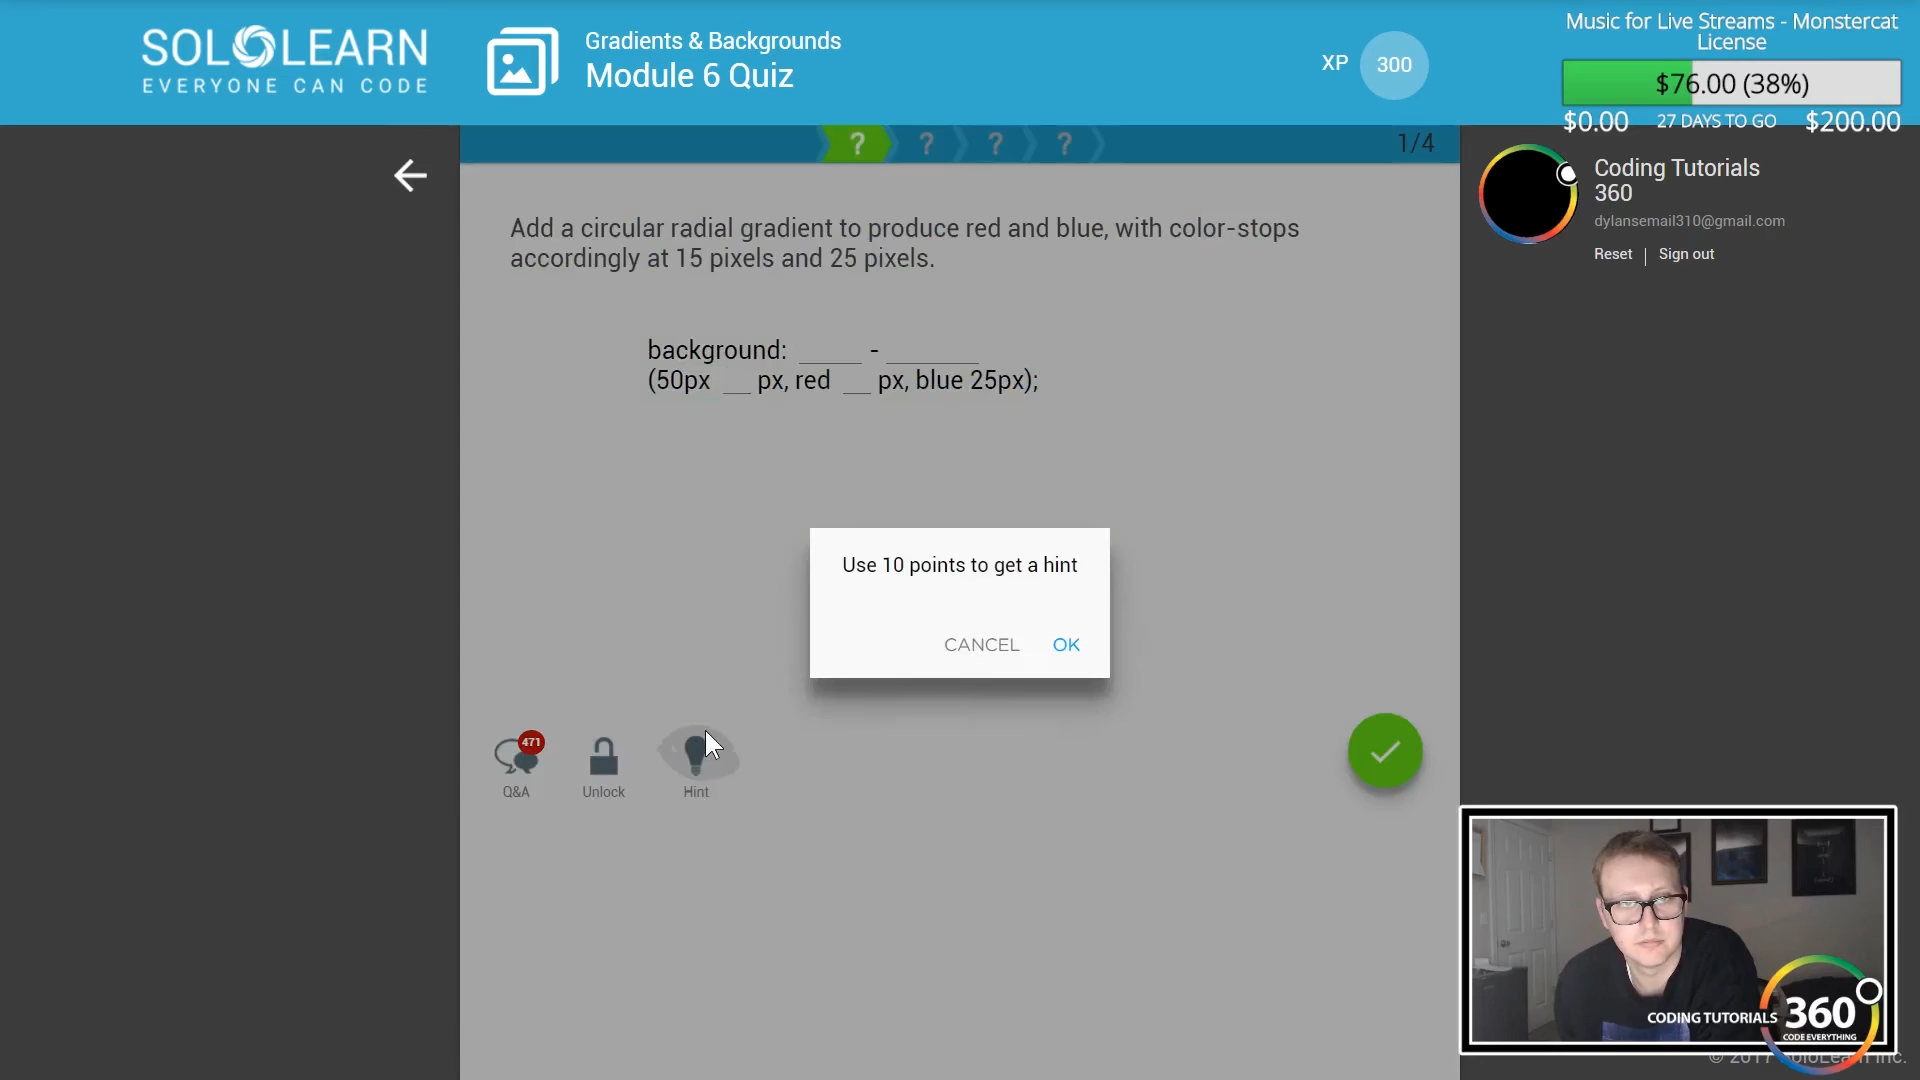 SOLOLEARN
EVERYONE CAN CODE
Gradients & Backgrounds
Module 6 Quiz
XP 300
Music for Live Streams - Monstercat
License
$76.00 (38%)
$0.00 27 DAYS TO GO $200.00
? ? ? ? 1/4
Coding Tutorials
360
dylansemail310@gmail.com
Reset | Sign out
Add a circular radial gradient to produce red and blue, with color-stops
accordingly at 15 pixels and 25 pixels.
background: ____ - ______
(50px __ px, red __ px, blue 25px);
Use 10 points to get a hint
CANCEL OK
471
Q&A Unlock Hint
CODING TUTORIALS 360
CODE EVERYTHING
© 2017 SoloLearn Inc.